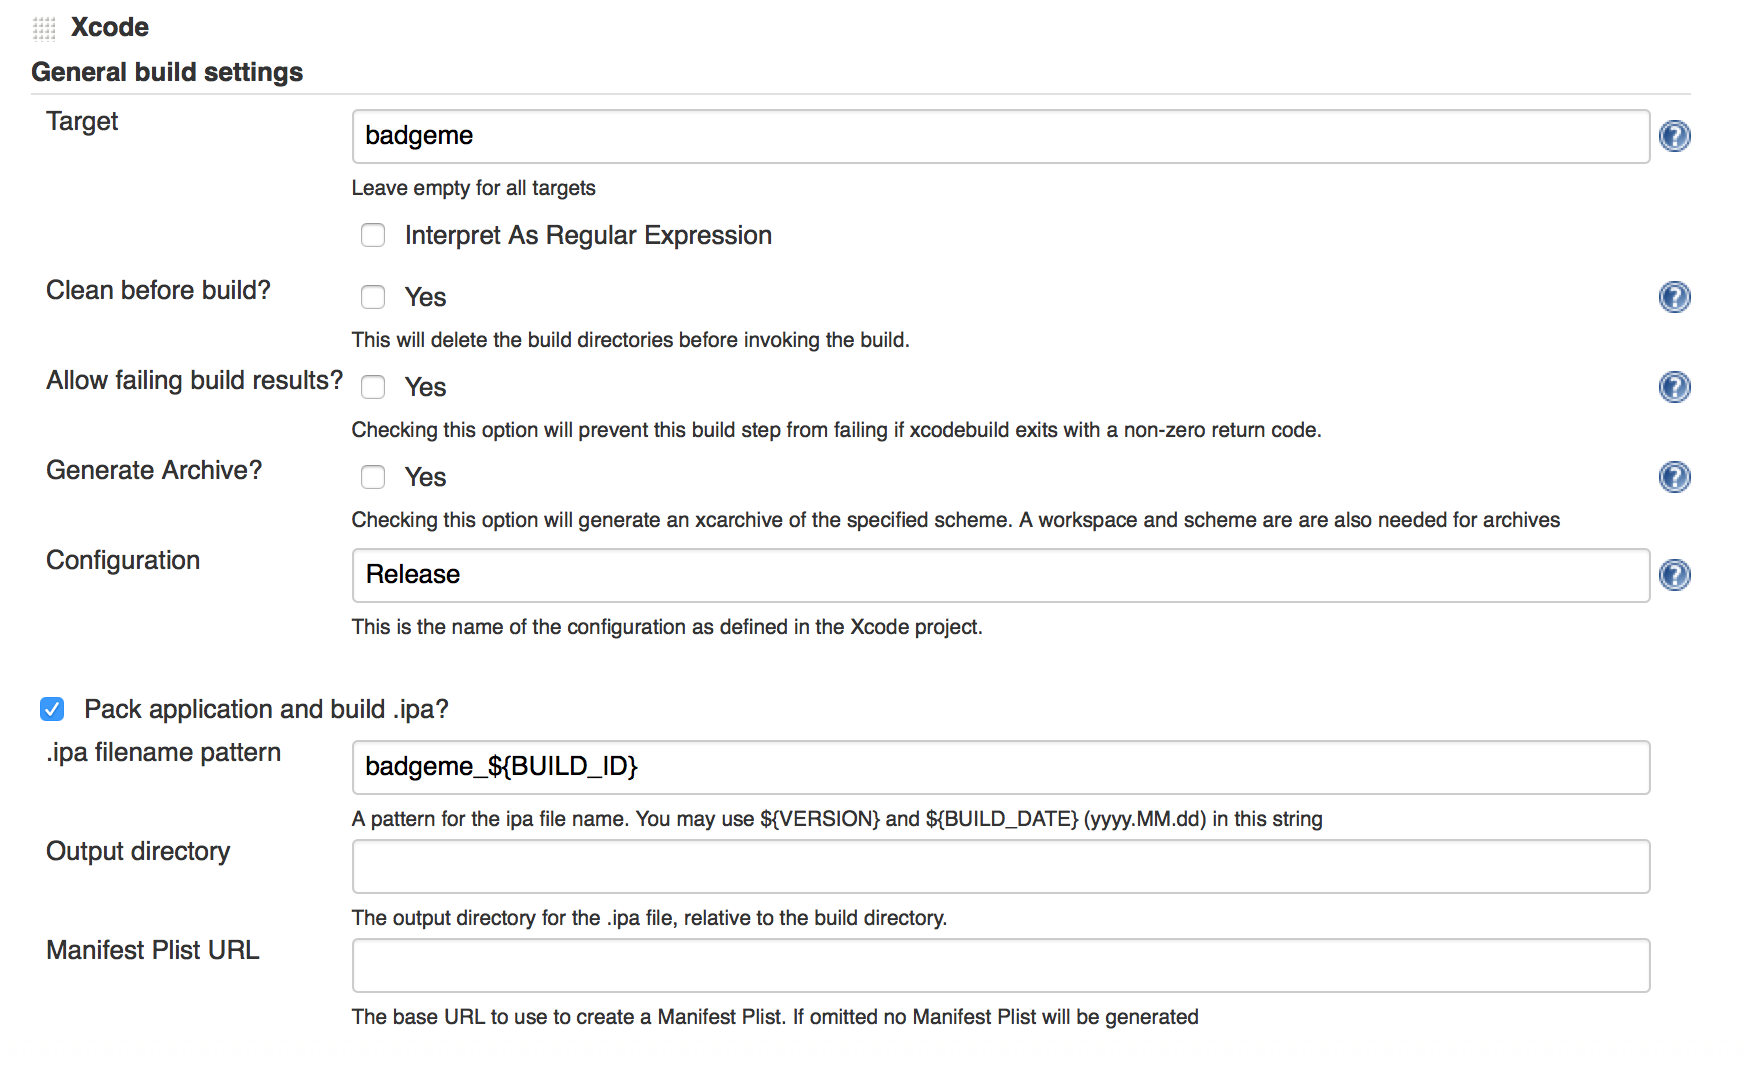 Xcode
General build settings
Target
badgeme
Leave empty for all targets
Interpret As Regular Expression
Clean before build?
Yes
This will delete the build directories before invoking the build.
Allow failing build results?
Yes
Checking this option will prevent this build step from failing if xcodebuild exits with a non-zero return code.
Generate Archive?
Yes
Checking this option will generate an xcarchive of the specified scheme. A workspace and scheme are are also needed for archives
Configuration
Release
This is the name of the configuration as defined in the Xcode project.
Pack application and build .ipa?
.ipa filename pattern
badgeme_${BUILD_ID}
A pattern for the ipa file name. You may use ${VERSION} and ${BUILD_DATE} (yyyy.MM.dd) in this string
Output directory
The output directory for the .ipa file, relative to the build directory.
Manifest Plist URL
The base URL to use to create a Manifest Plist. If omitted no Manifest Plist will be generated